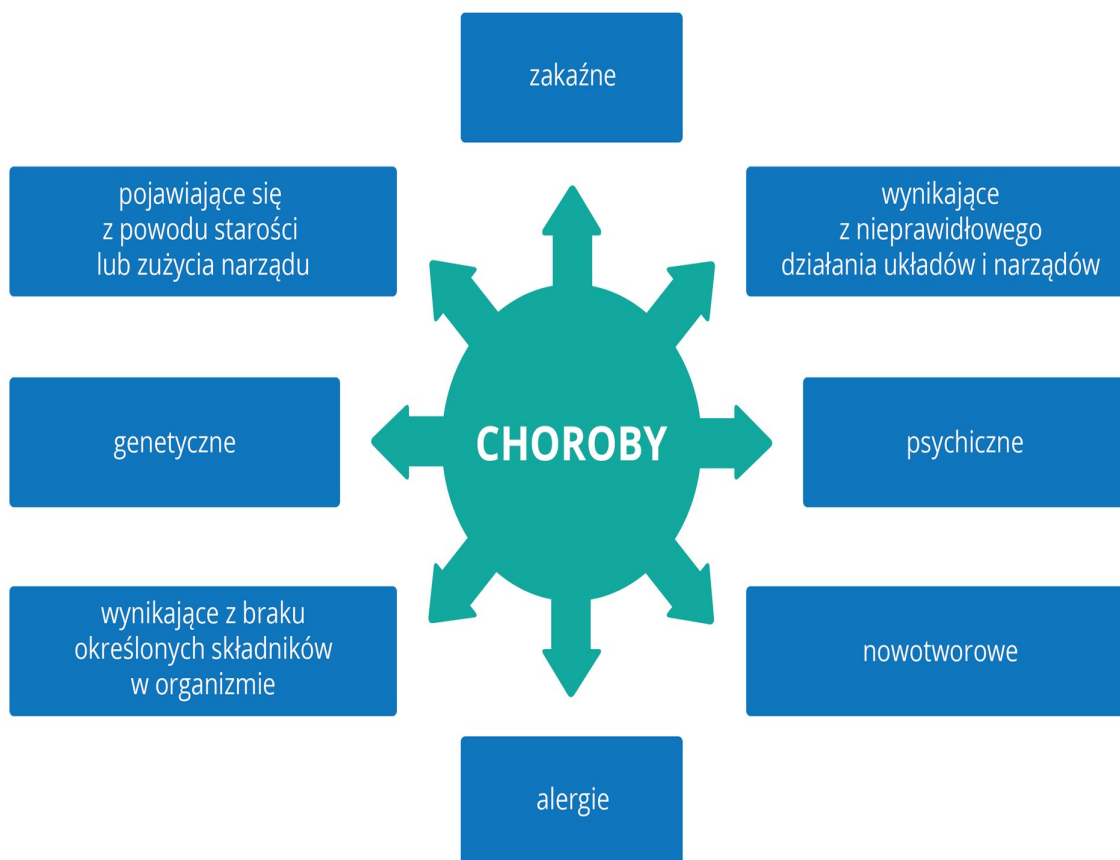 zakaźne
pojawiające się
z powodu starości
lub zużycia narządu
wynikające
z nieprawidłowego
działania układów i narządów
genetyczne
CHOROBY
psychiczne
wynikające z braku
określonych składników
w organizmie
nowotworowe
alergie